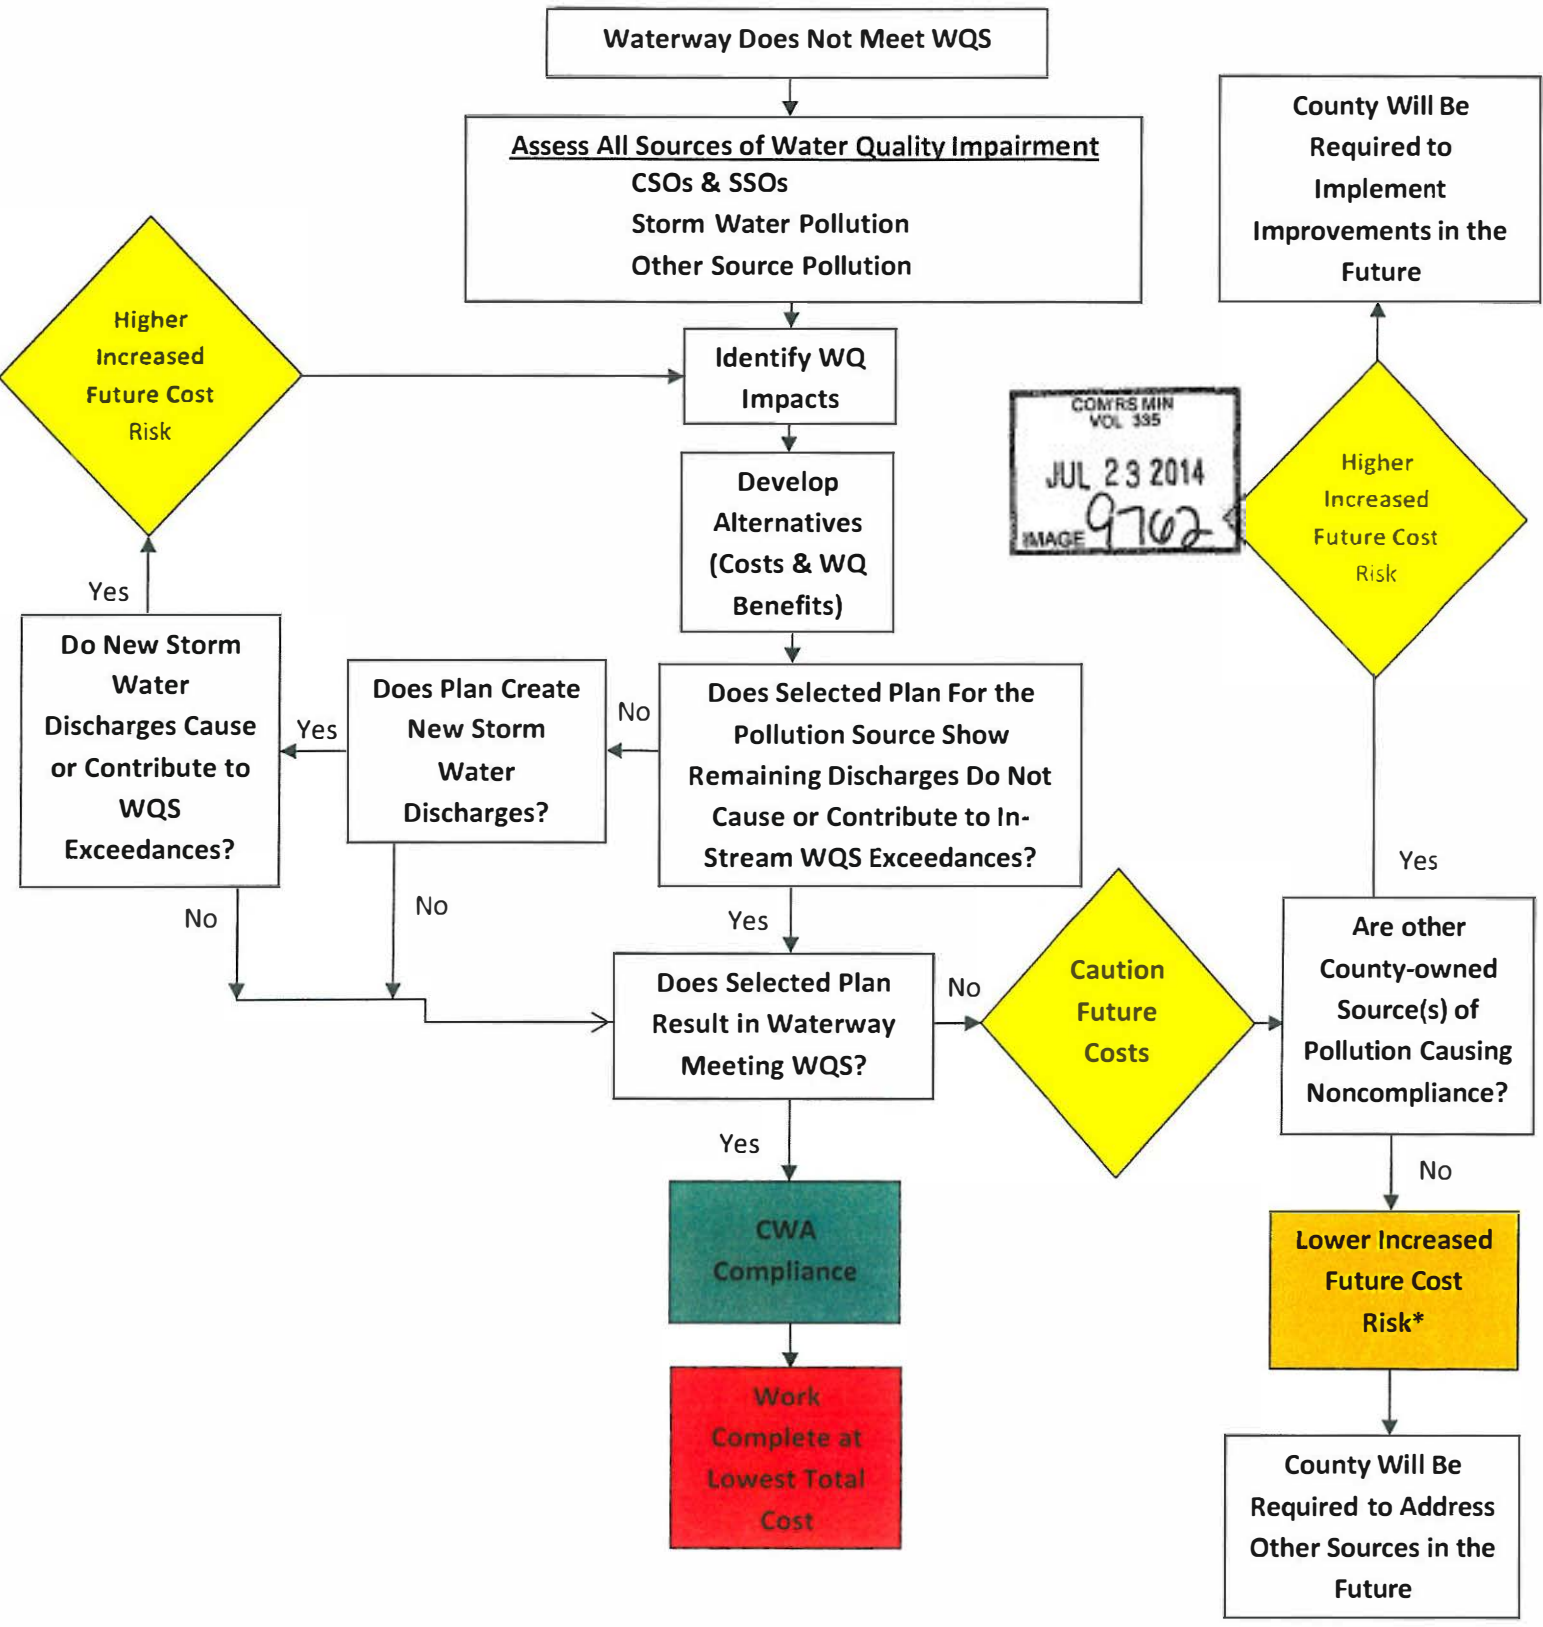 Waterway Does Not Meet WQS
Assess All Sources of Water Quality Impairment
CSOs & SSOs
Storm Water Pollution
Other Source Pollution
County Will Be
Required to
Implement
Improvements in the
Future
Higher
Increased
Future Cost
Risk
Identify WQ
Impacts
COM'RS MIN
VOL 335
JUL 23 2014
IMAGE 9762
Higher
Increased
Future Cost
Risk
Develop
Alternatives
(Costs & WQ
Benefits)
Yes
Do New Storm
Water
Discharges Cause
or Contribute to
WQS
Exceedances?
Yes
Does Plan Create
New Storm
Water
Discharges?
No
Does Selected Plan For the
Pollution Source Show
Remaining Discharges Do Not
Cause or Contribute to In-
Stream WQS Exceedances?
Yes
No
No
Yes
Does Selected Plan
Result in Waterway
Meeting WQS?
No
Caution
Future
Costs
Are other
County-owned
Source(s) of
Pollution Causing
Noncompliance?
Yes
No
CWA
Compliance
Lower Increased
Future Cost
Risk*
Work
Complete at
Lowest Total
Cost
County Will Be
Required to Address
Other Sources in the
Future